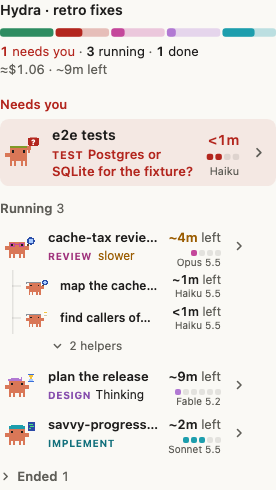 Hydra · retro fixes
1 needs you · 3 running · 1 done
≈$1.06 · ~9m left
Needs you
e2e tests
<1m
TEST Postgres or
SQLite for the fixture?
Haiku
Running 3
cache-tax revie...
~4m left
REVIEW slower
Opus 5.5
map the cache...
~1m left
Haiku 5.5
find callers of...
<1m left
Haiku 5.5
2 helpers
plan the release
~9m left
DESIGN Thinking
Fable 5.2
savvy-progress...
~2m left
IMPLEMENT
Sonnet 5.5
Ended 1